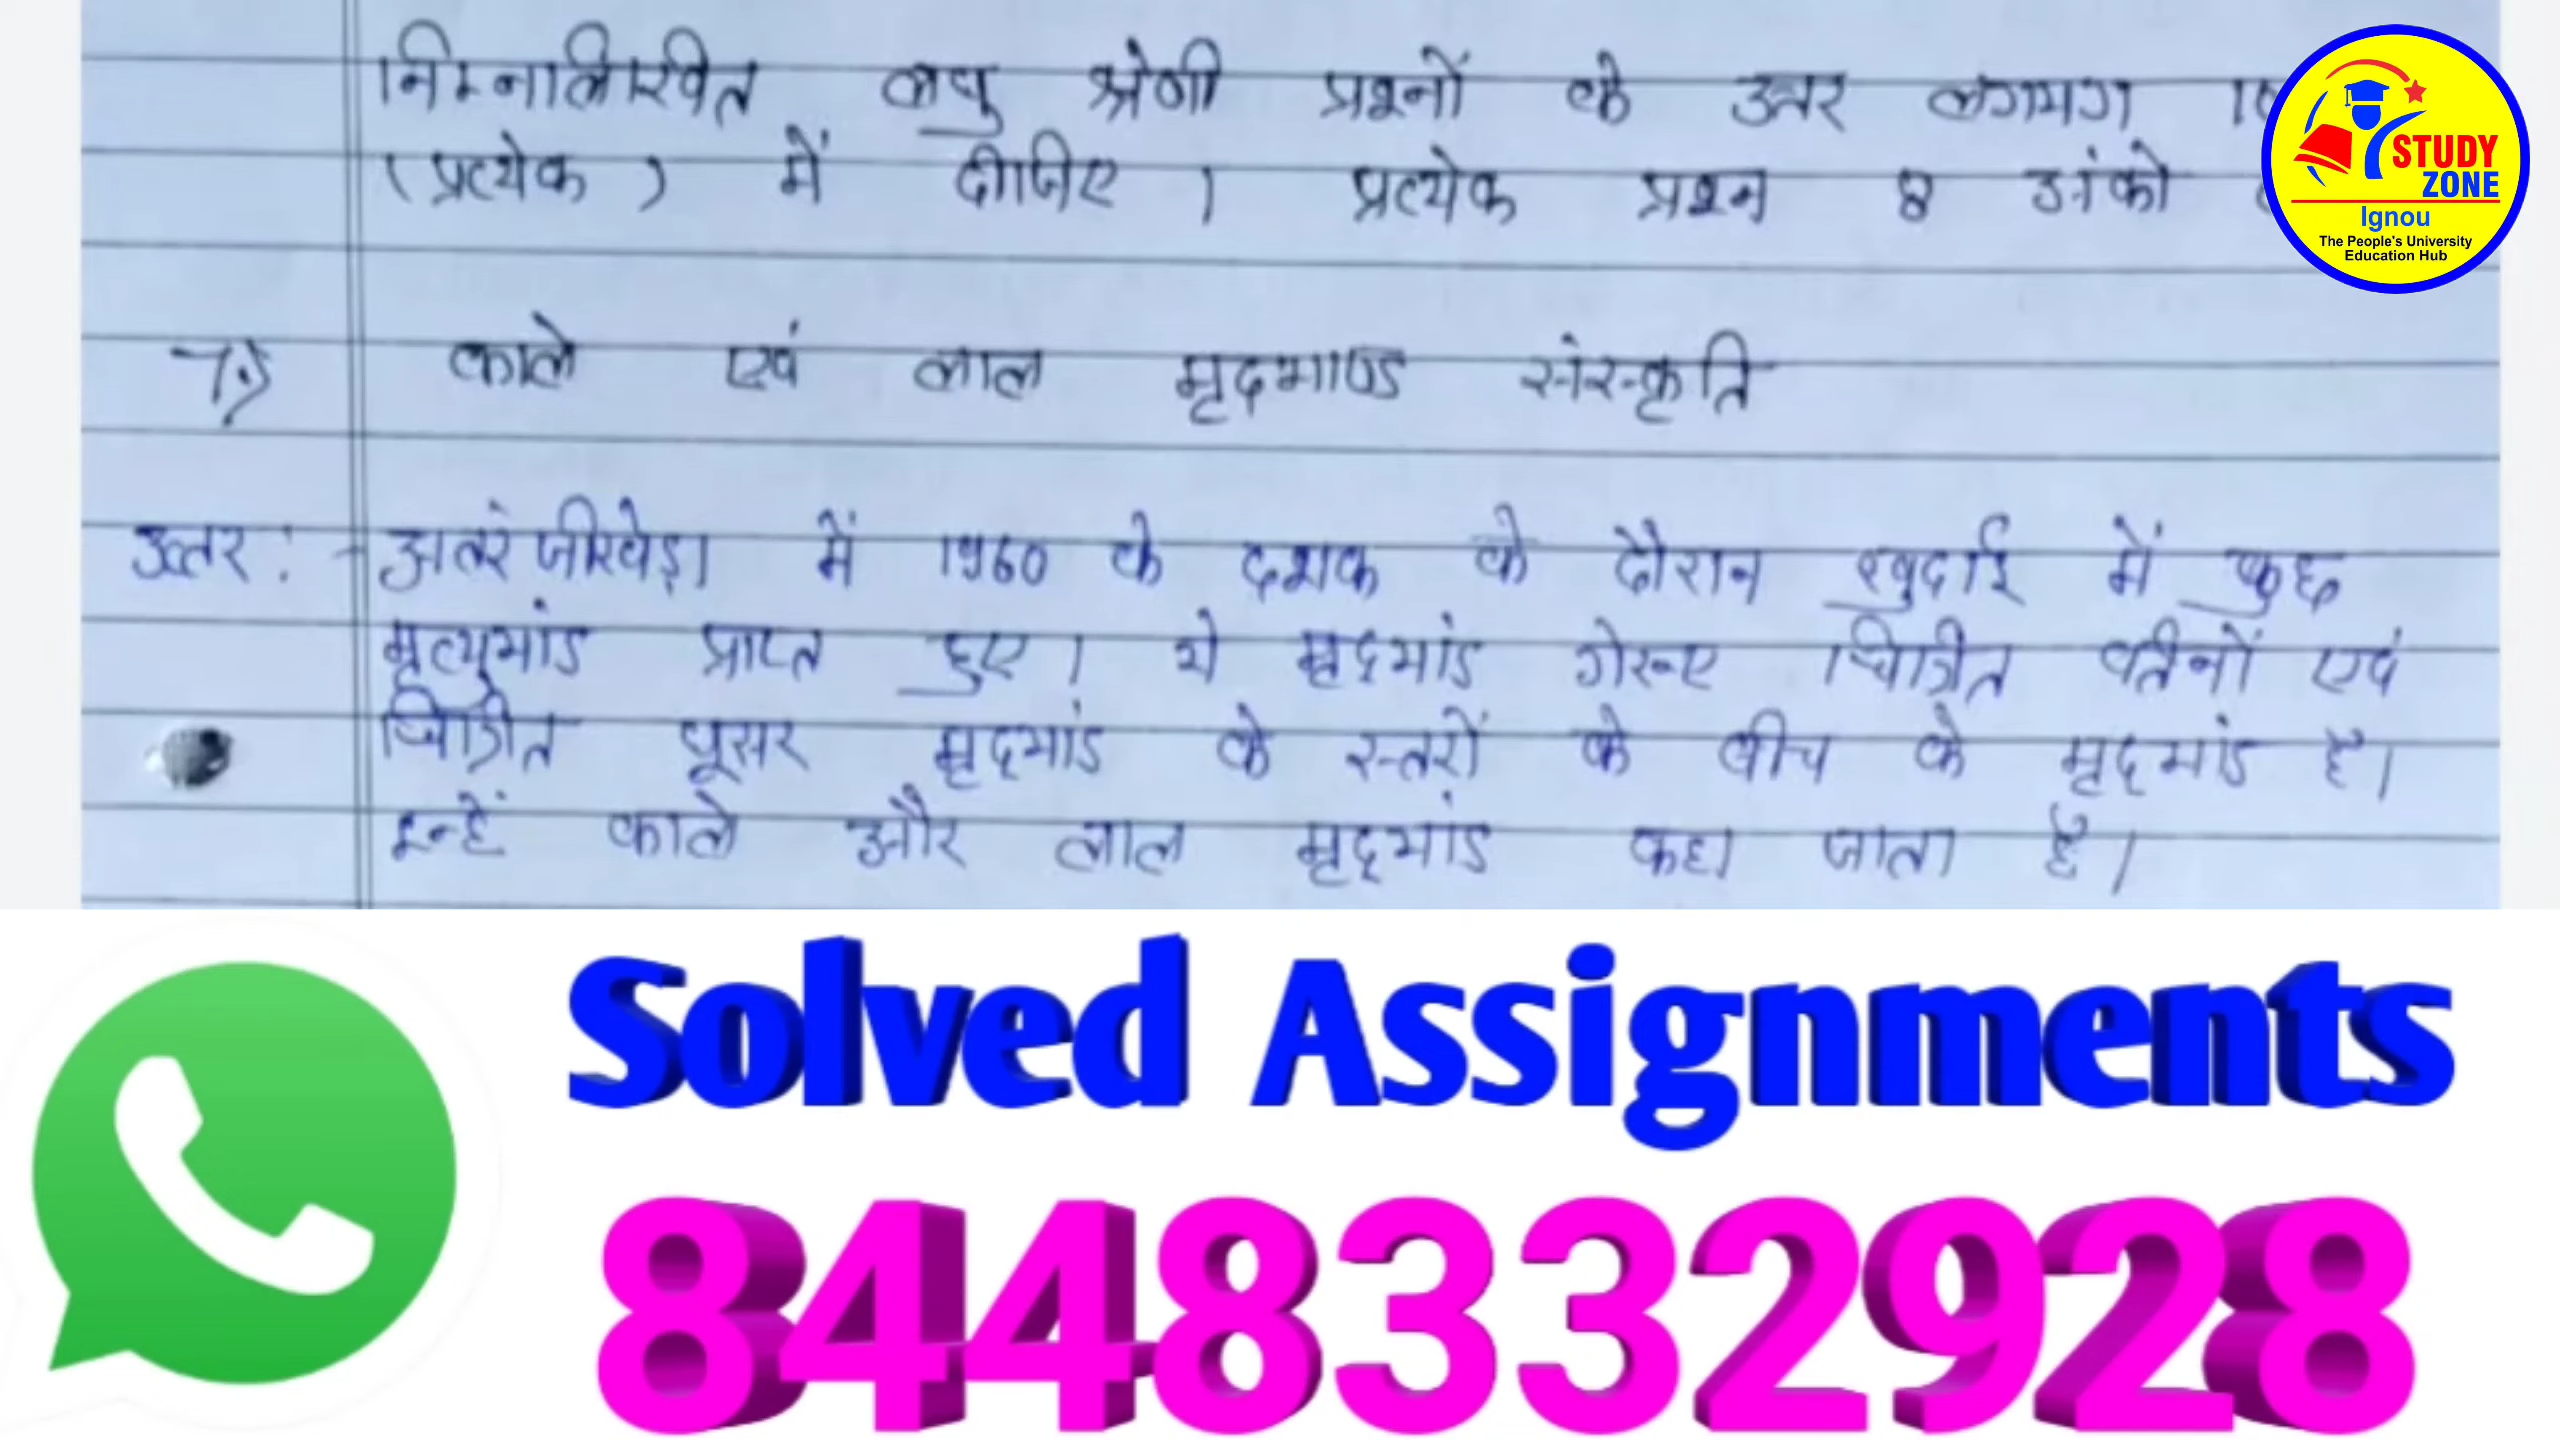 निम्नलिखित लघु श्रेणी प्रश्नों के उत्तर लगभग
(प्रत्येक) में दीजिए। प्रत्येक प्रश्न 8 अंको
7.) काले एवं लाल मृदभाण्ड संस्कृति
उत्तर:- अतरंजीखेड़ा में 1960 के दशक के दौरान खुदाई में कुछ
मृत्युभांड प्राप्त हुए। ये मृदभांड गेरूए चित्रित बर्तनों एवं
चित्रित धूसर मृदभांड के स्तरों के बीच के मृदभांड है।
इन्हें काले और लाल मृदभांड कहा जाता है।
STUDY
ZONE
Ignou
The People's University
Education Hub
Solved Assignments
8448332928